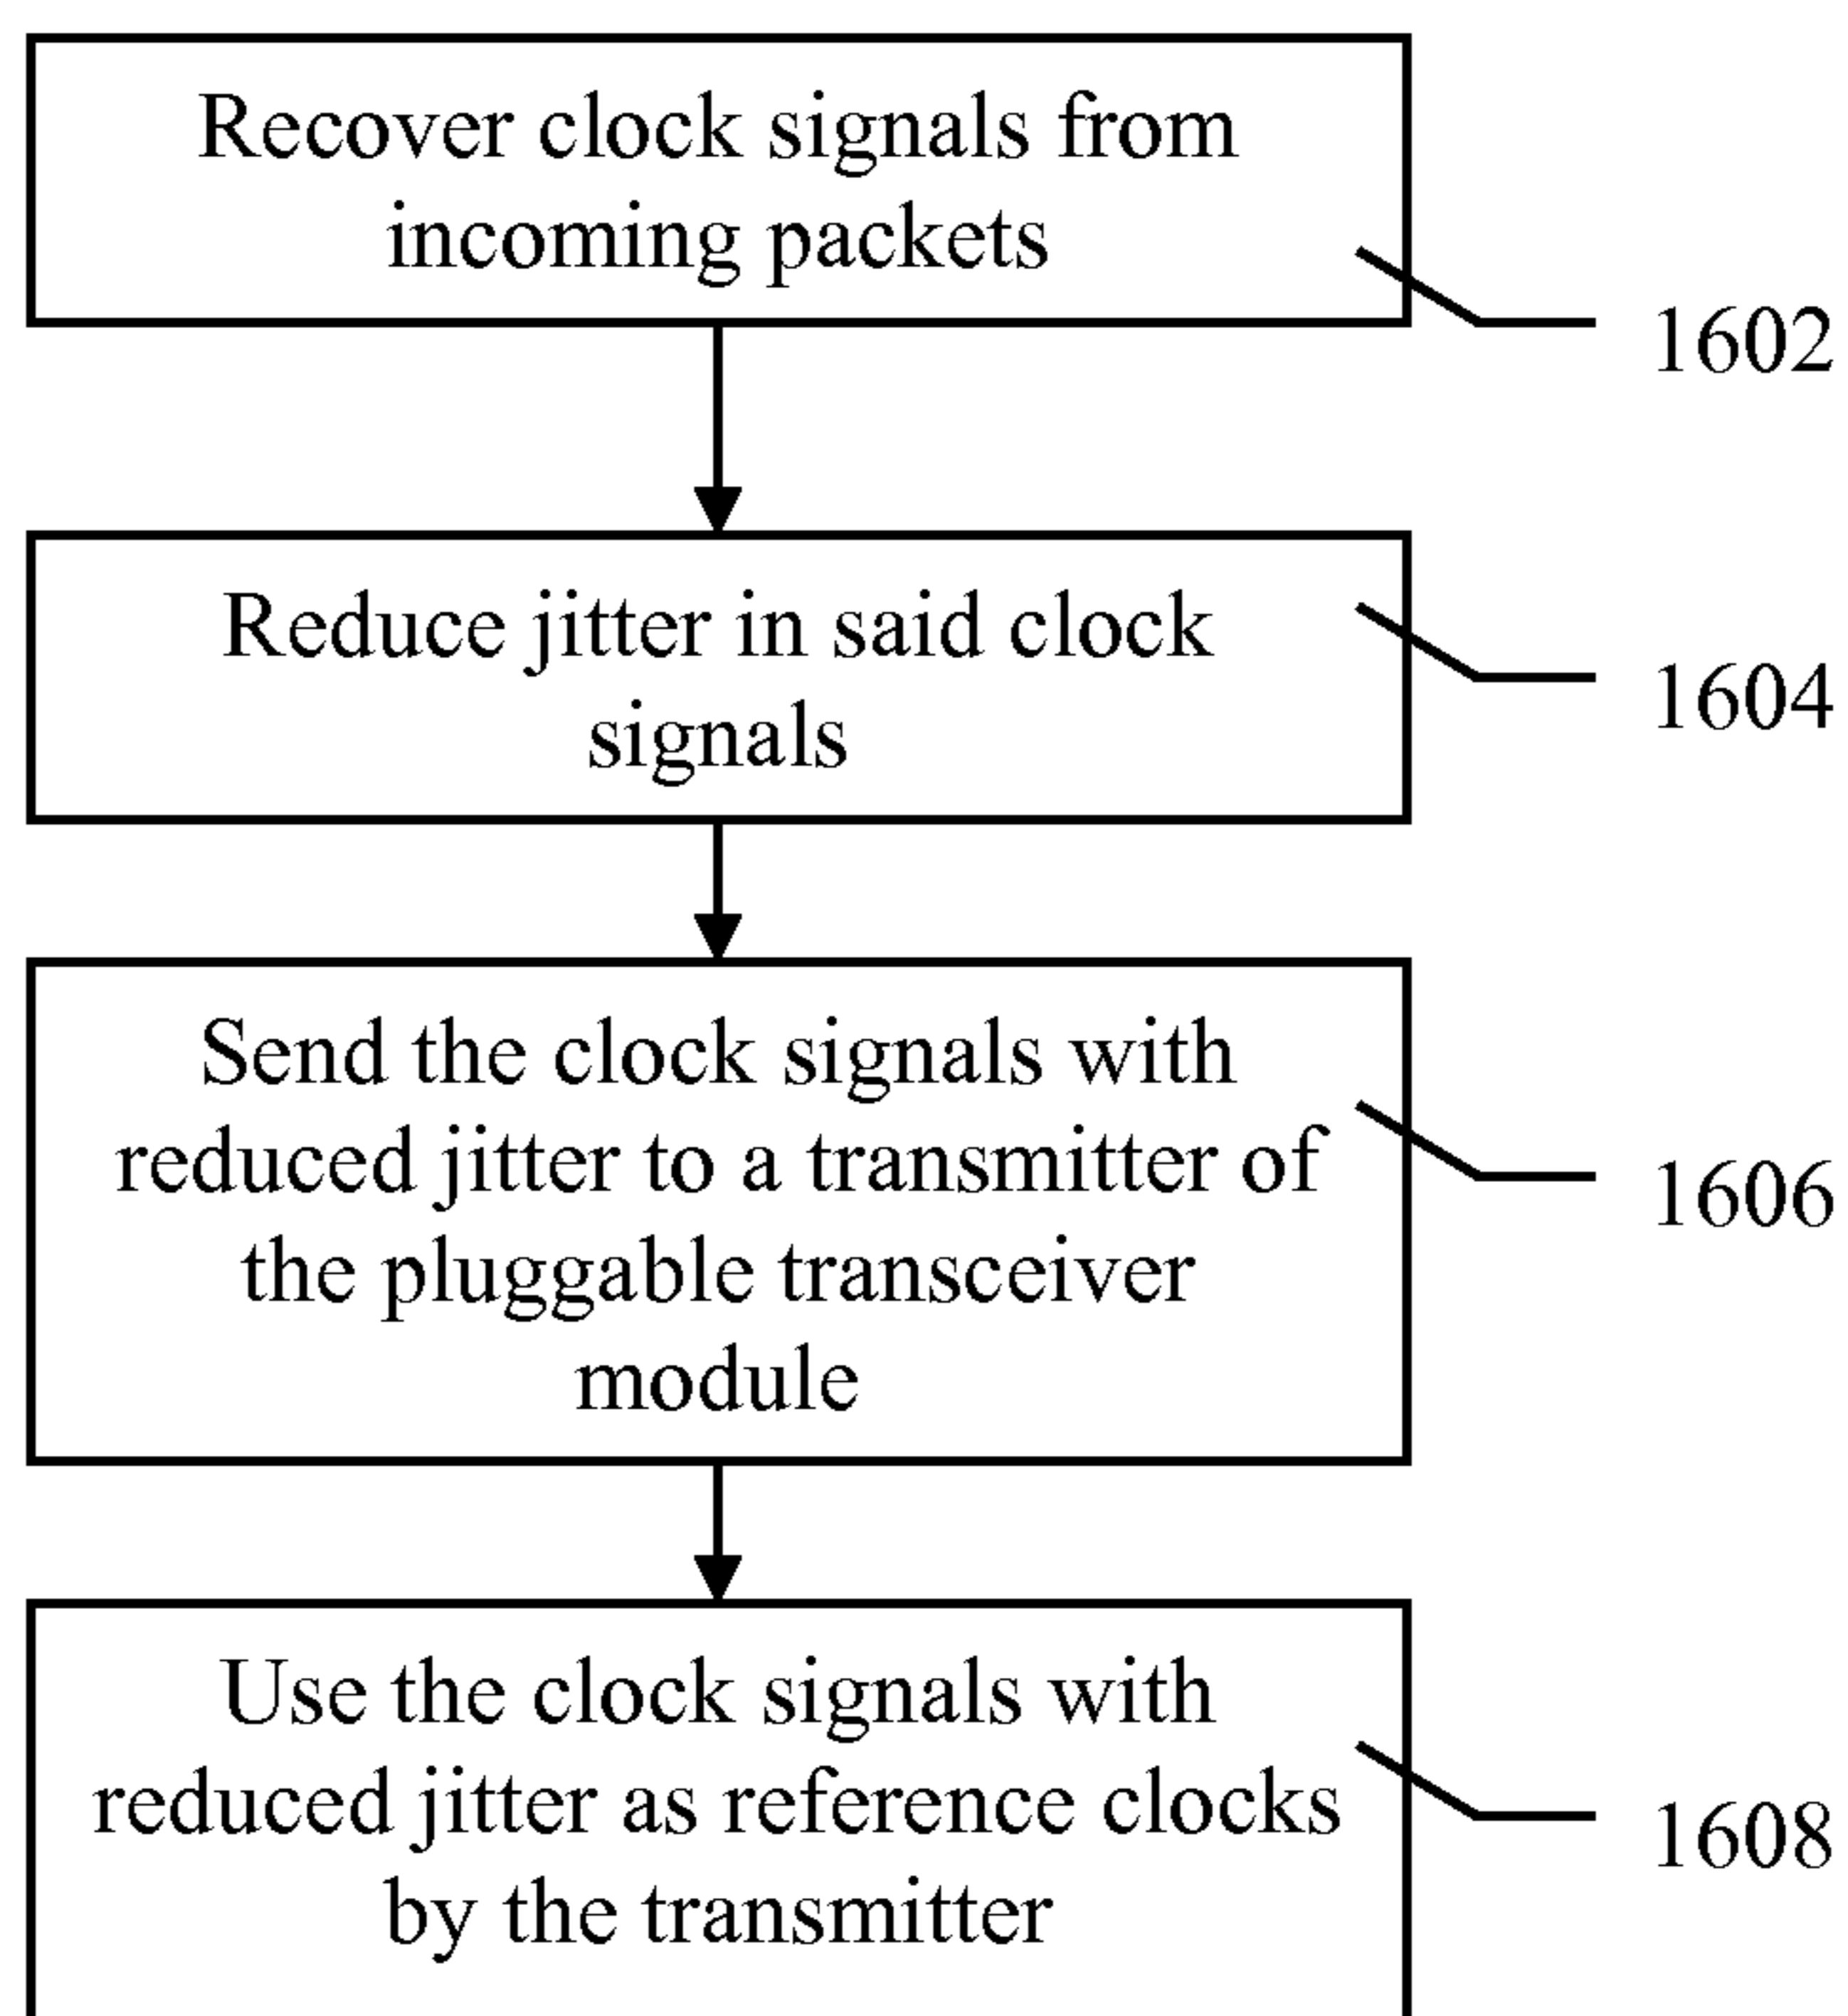 Recover clock signals from
incoming packets
1602
Reduce jitter in said clock
signals
1604
Send the clock signals with
reduced jitter to a transmitter of
the pluggable transceiver
module
1606
Use the clock signals with
reduced jitter as reference clocks
by the transmitter
1608